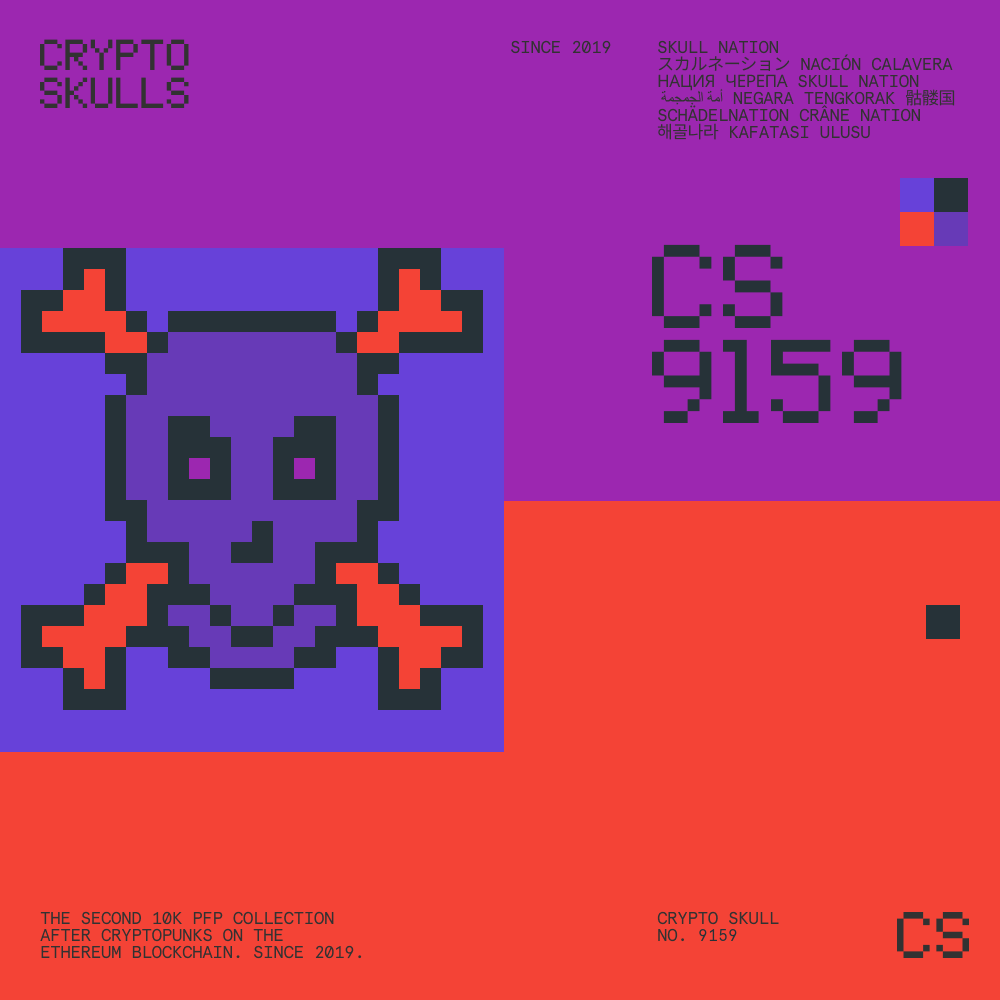 CRYPTO
SKULLS
SINCE 2019
SKULL NATION
スカルネーション NACIÓN CALAVERA
НАЦИЯ ЧЕРЕПА SKULL NATION
أمة الجمجمة NEGARA TENGKORAK 骷髏国
SCHÄDELNATION CRÂNE NATION
해골나라 KAFATASI ULUSU
CS
9159
THE SECOND 10K PFP COLLECTION
AFTER CRYPTOPUNKS ON THE
ETHEREUM BLOCKCHAIN. SINCE 2019.
CRYPTO SKULL
NO. 9159
CS